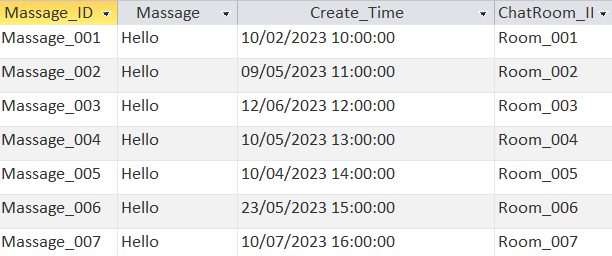 Massage_ID Massage Create_Time ChatRoom_II
Massage_001 Hello 10/02/2023 10:00:00 Room_001
Massage_002 Hello 09/05/2023 11:00:00 Room_002
Massage_003 Hello 12/06/2023 12:00:00 Room_003
Massage_004 Hello 10/05/2023 13:00:00 Room_004
Massage_005 Hello 10/04/2023 14:00:00 Room_005
Massage_006 Hello 23/05/2023 15:00:00 Room_006
Massage_007 Hello 10/07/2023 16:00:00 Room_007